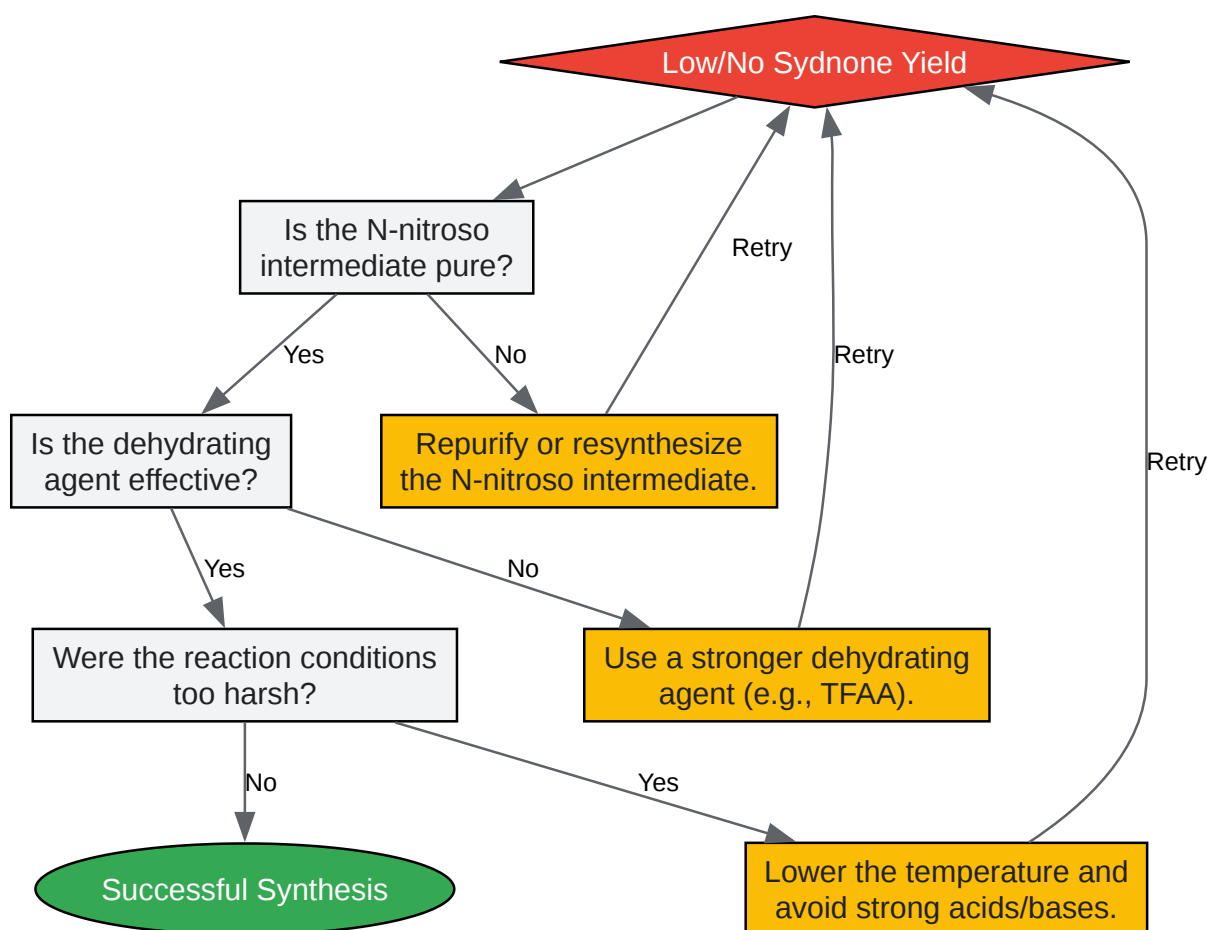 Low/No Sydnone Yield
Is the N-nitroso
intermediate pure?
Retry
Yes
No
Retry
Is the dehydrating
agent effective?
Repurify or resynthesize
the N-nitroso intermediate.
Retry
Yes
No
Were the reaction conditions
too harsh?
Use a stronger dehydrating
agent (e.g., TFAA).
No
Yes
Successful Synthesis
Lower the temperature and
avoid strong acids/bases.